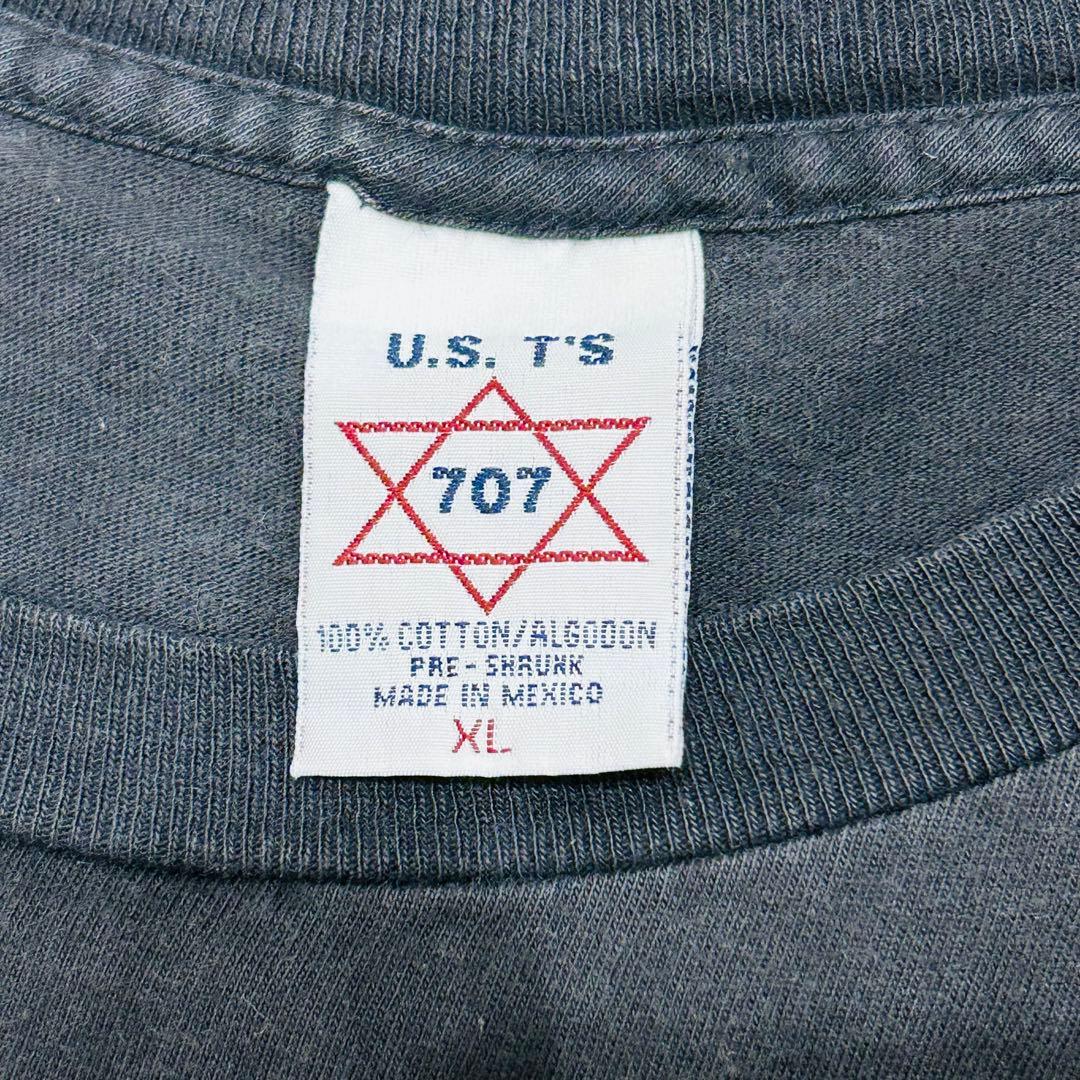 U.S. T'S
707
100% COTTON/ALGODON
PRE-SHRUNK
MADE IN MEXICO
XL